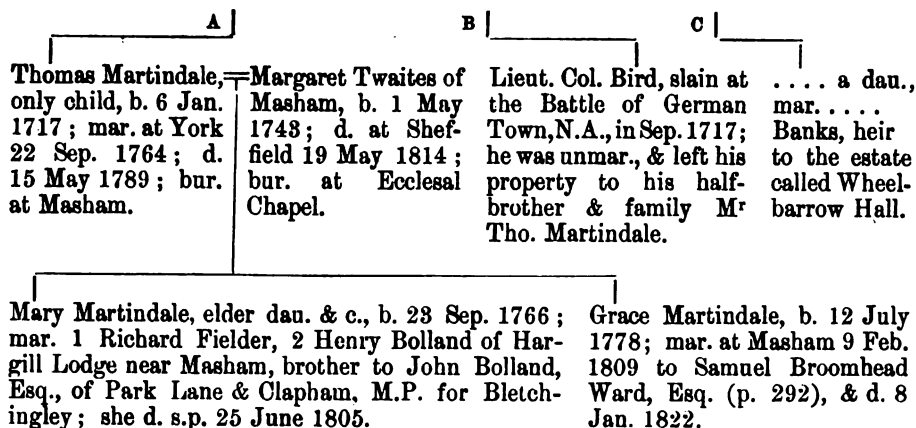 A
B
C
Thomas Martindale,
only child, b. 6 Jan.
1717 ; mar. at York
22 Sep. 1764 ; d.
15 May 1789 ; bur.
at Masham.
Margaret Twaites of
Masham, b. 1 May
1743 ; d. at Shef-
field 19 May 1814 ;
bur. at Ecclesal
Chapel.
Lieut. Col. Bird, slain at
the Battle of German
Town, N.A., in Sep. 1717;
he was unmar., & left his
property to his half-
brother & family Mr
Tho. Martindale.
. . . . a dau.,
mar. . . . .
Banks, heir
to the estate
called Wheel-
barrow Hall.
Mary Martindale, elder dau. & c., b. 23 Sep. 1766 ;
mar. 1 Richard Fielder, 2 Henry Bolland of Har-
gill Lodge near Masham, brother to John Bolland,
Esq., of Park Lane & Clapham, M.P. for Bletch-
ingley ; she d. s.p. 25 June 1805.
Grace Martindale, b. 12 July
1778; mar. at Masham 9 Feb.
1809 to Samuel Broomhead
Ward, Esq. (p. 292), & d. 8
Jan. 1822.